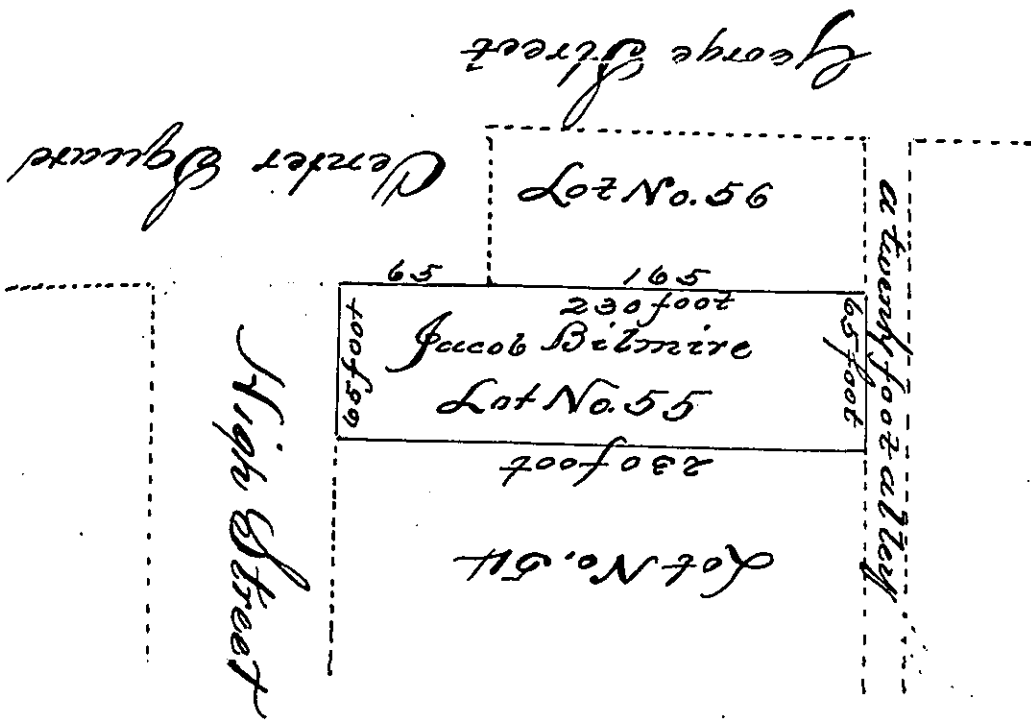 George Street
Center Square
Lot No. 56
a twenty foot alley
65
165
230 foot
65 foot
Jacob Bilmire
65 foot
Lot No. 55
High Street
230 foot
Lot No. 54